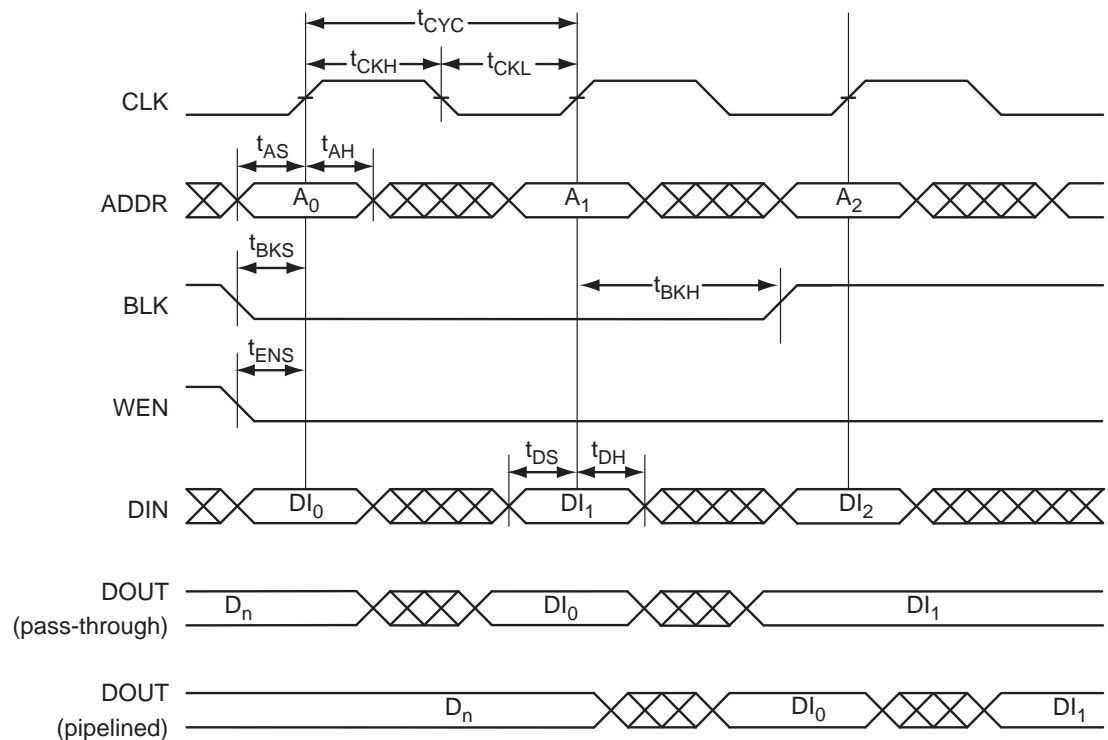 tCYC
tCKH tCKL
CLK
tAS tAH
ADDR A0 A1 A2
tBKS
BLK tBKH
tENS
WEN
tDS tDH
DIN DI0 DI1 DI2
DOUT
(pass-through) Dn DI0 DI1
DOUT
(pipelined) Dn DI0 DI1